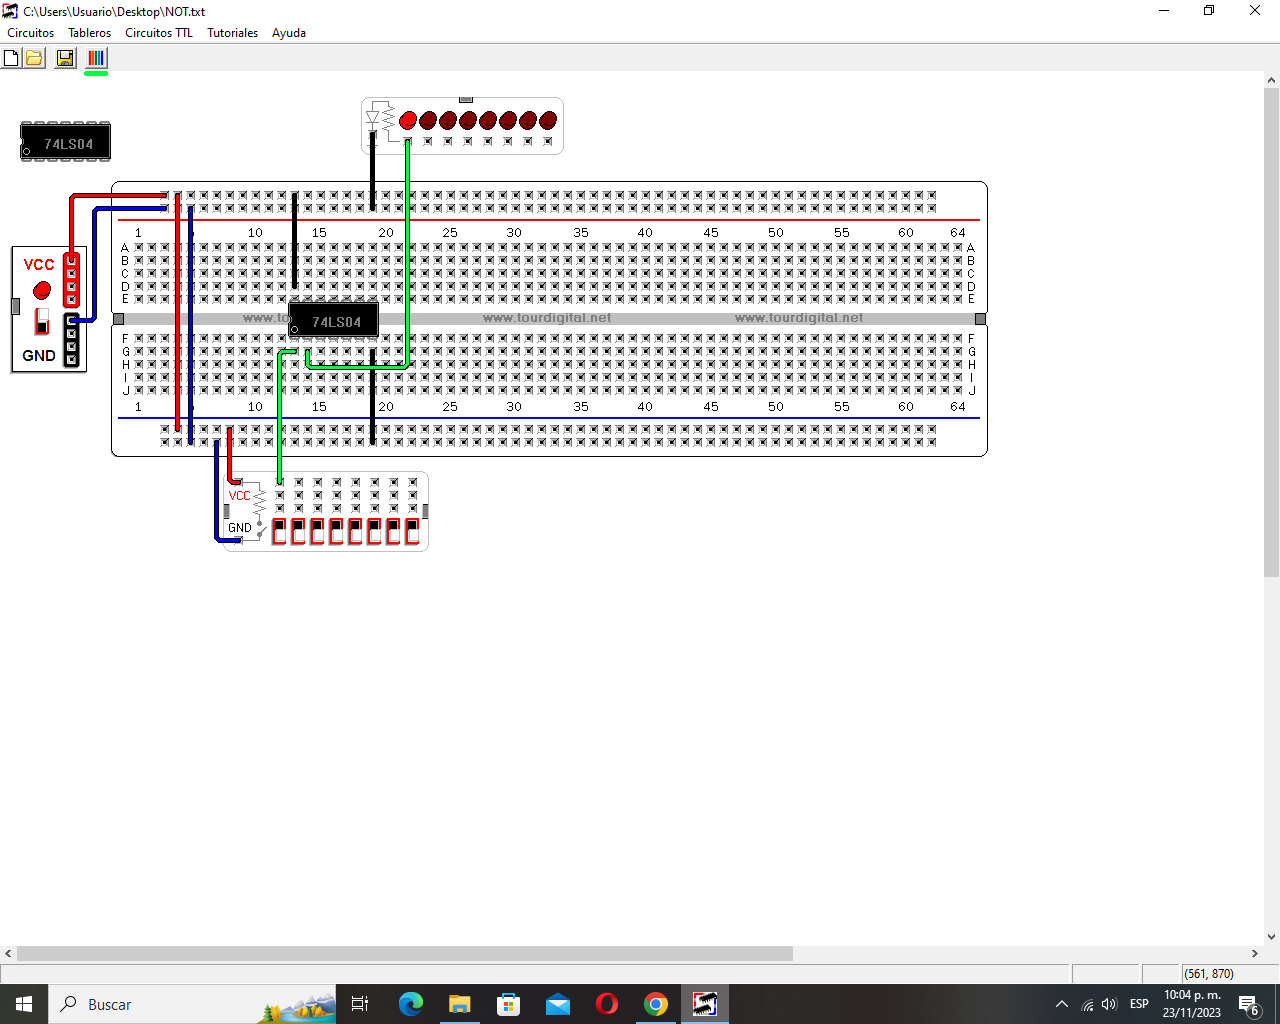 C:\Users\Usuario\Desktop\NOT.txt
Circuitos Tableros Circuitos TTL Tutoriales Ayuda
74LS04
1 10 15 20 25 30 35 40 45 50 55 60 64
A A
B B
C C
D D
E E
VCC
GND
www.to
74LS04
www.tourdigital.net
www.tourdigital.net
F F
G G
H H
I I
J J
1 10 15 20 25 30 35 40 45 50 55 60 64
VCC
GND
(561, 870)
Buscar
ESP
10:04 p. m.
23/11/2023
6